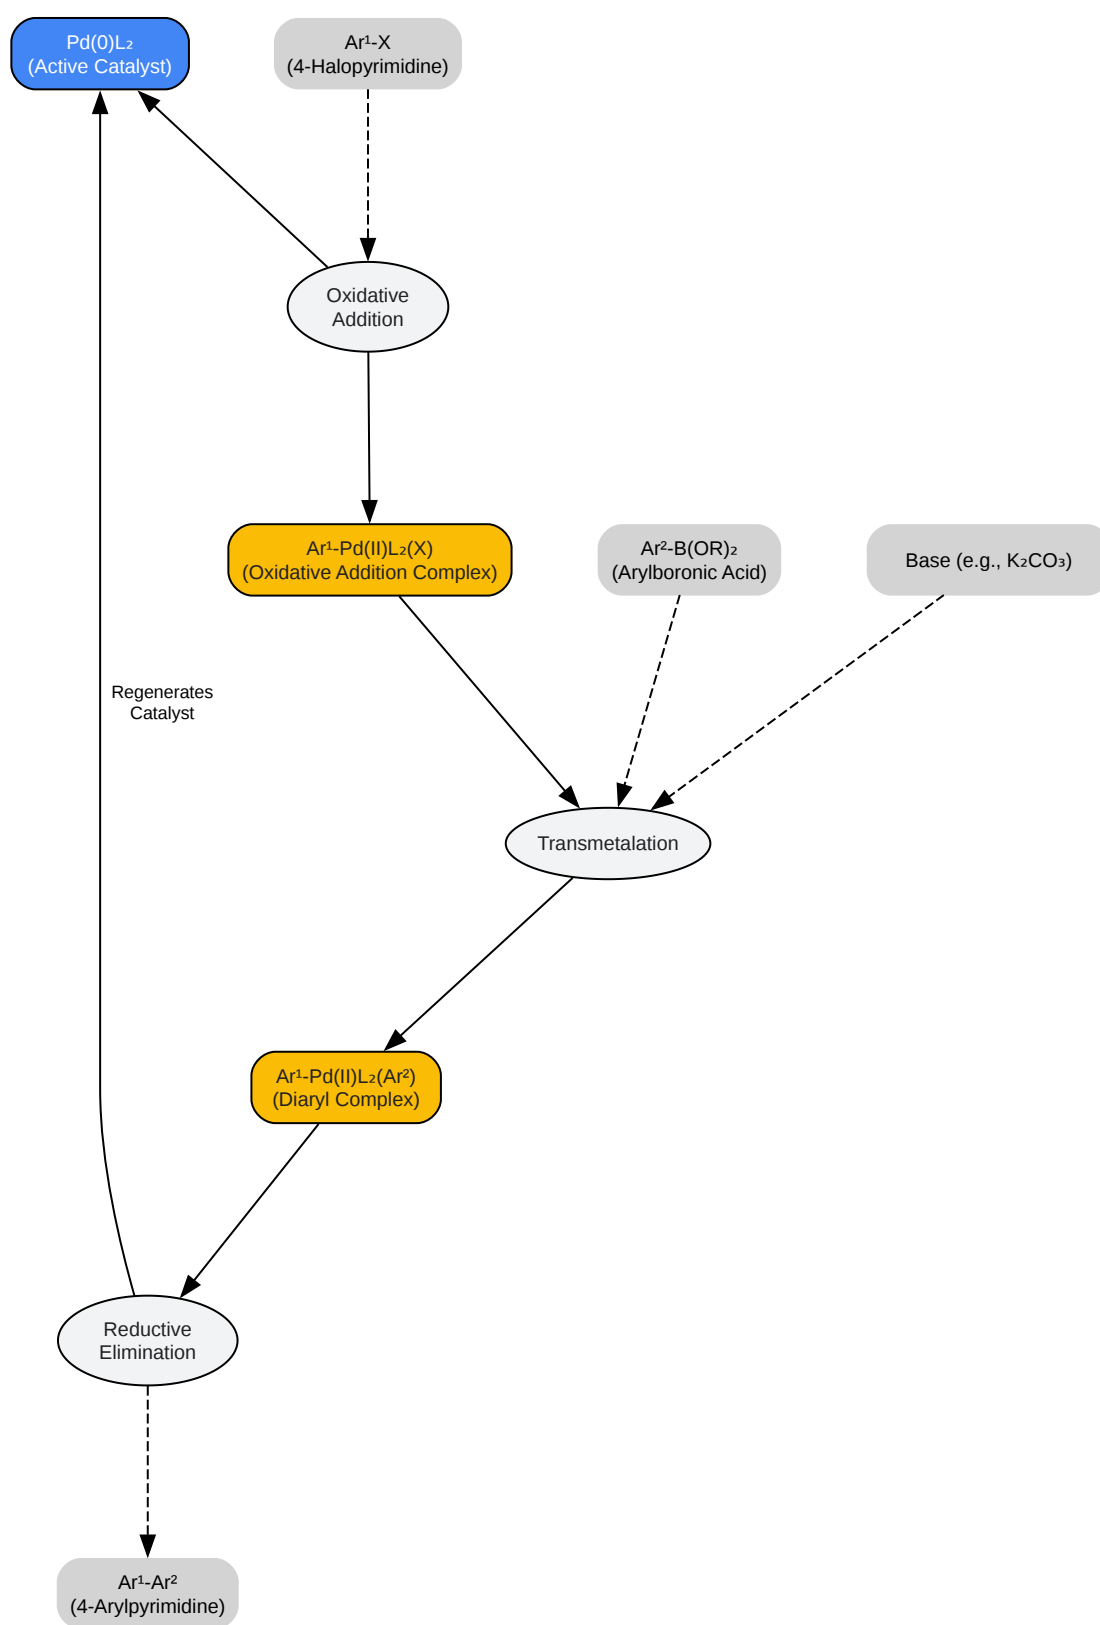 Pd(0)L₂
(Active Catalyst)
Ar¹-X
(4-Halopyrimidine)
Oxidative
Addition
Ar¹-Pd(II)L₂(X)
(Oxidative Addition Complex)
Ar²-B(OR)₂
(Arylboronic Acid)
Base (e.g., K₂CO₃)
Regenerates
Catalyst
Transmetalation
Ar¹-Pd(II)L₂(Ar²)
(Diaryl Complex)
Reductive
Elimination
Ar¹-Ar²
(4-Arylpyrimidine)